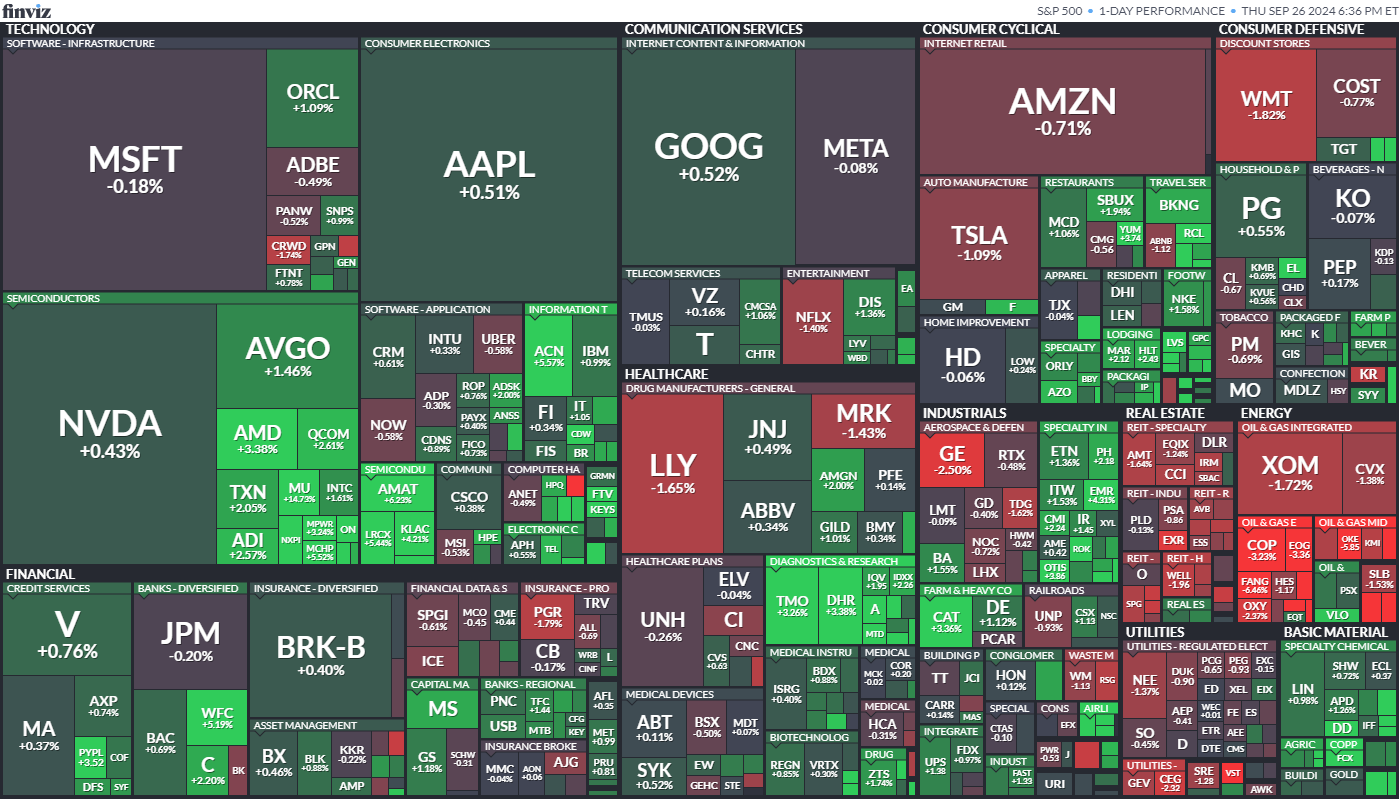 finviz
S&P 500 • 1-DAY PERFORMANCE • THU SEP 26 2024 6:36 PM ET
TECHNOLOGY
SOFTWARE - INFRASTRUCTURE
MSFT
-0.18%
ORCL
+1.09%
ADBE
-0.49%
PANW
-0.52%
SNPS
+0.99%
CRWD
-1.74%
GPN
GEN
FTNT
+0.78%
CONSUMER ELECTRONICS
AAPL
+0.51%
SEMICONDUCTORS
NVDA
+0.43%
AVGO
+1.46%
AMD
+3.38%
QCOM
+2.61%
TXN
+2.05%
MU
+14.73%
INTC
+1.61%
ADI
+2.57%
NXPI
MPWR
+3.24%
ON
MCHP
+5.52%
SOFTWARE - APPLICATION
CRM
+0.61%
INTU
+0.33%
UBER
-0.58%
NOW
-0.58%
ADP
-0.30%
ROP
+0.76%
ADSK
+2.00%
CDNS
+0.89%
PAYX
+0.40%
ANSS
FICO
+0.73%
INFORMATION T
ACN
+5.57%
IBM
+0.99%
FI
+0.34%
IT
+1.05
CDW
FIS
BR
SEMICONDU
AMAT
+6.23%
LRCX
+5.44%
KLAC
+4.21%
COMMUNI
CSCO
+0.38%
MSI
-0.53%
HPE
COMPUTER HA
ANET
-0.49%
HPQ
ELECTRONIC C
APH
+0.55%
TEL
GRMN
FTV
KEYS
COMMUNICATION SERVICES
INTERNET CONTENT & INFORMATION
GOOG
+0.52%
META
-0.08%
TELECOM SERVICES
TMUS
-0.03%
VZ
+0.16%
T
CMCSA
+1.06%
CHTR
ENTERTAINMENT
NFLX
-1.40%
DIS
+1.36%
LYV
WBD
EA
CONSUMER CYCLICAL
INTERNET RETAIL
AMZN
-0.71%
AUTO MANUFACTURE
TSLA
-1.09%
GM
F
RESTAURANTS
MCD
+1.06%
SBUX
+1.94%
CMG
-0.56
YUM
+3.74
TRAVEL SER
BKNG
ABNB
-1.12
RCL
HOME IMPROVEMENT
HD
-0.06%
LOW
+0.24%
APPAREL
TJX
-0.04%
RESIDENTI
DHI
LEN
FOOTW
NKE
+1.58%
SPECIALTY
ORLY
AZO
BBY
LODGING
MAR
+2.12
HLT
+2.43
LVS
GPC
PACKAGI
IP
CONSUMER DEFENSIVE
DISCOUNT STORES
WMT
-1.82%
COST
-0.77%
TGT
HOUSEHOLD & P
PG
+0.55%
CL
-0.67
KMB
+0.69%
EL
KVUE
+0.56%
CHD
CLX
BEVERAGES - N
KO
-0.07%
PEP
+0.17%
KDP
-0.13
TOBACCO
PM
-0.69%
MO
PACKAGED F
KHC
K
GIS
CONFECTION
MDLZ
HSY
FARM P
BEVER
KR
SYY
HEALTHCARE
DRUG MANUFACTURERS - GENERAL
LLY
-1.65%
JNJ
+0.49%
MRK
-1.43%
ABBV
+0.34%
AMGN
+2.00%
PFE
+0.14%
GILD
+1.01%
BMY
+0.34%
HEALTHCARE PLANS
UNH
-0.26%
ELV
-0.04%
CI
CVS
+0.63
CNC
DIAGNOSTICS & RESEARCH
TMO
+3.26%
DHR
+3.38%
IQV
+1.95
IDXX
+2.26
A
MTD
MEDICAL DEVICES
ABT
+0.11%
SYK
+0.52%
BSX
-0.50%
MDT
+0.07%
EW
GEHC
STE
MEDICAL INSTRU
ISRG
+0.40%
BDX
+0.88%
MEDICAL
MCK
-0.02
COR
+0.20
MEDICAL
HCA
-0.31%
BIOTECHNOLOG
REGN
+0.85%
VRTX
+0.30%
DRUG
ZTS
+1.74%
INDUSTRIALS
AEROSPACE & DEFEN
GE
-2.50%
RTX
-0.48%
LMT
-0.09%
GD
-0.40%
TDG
-1.62%
BA
+1.55%
NOC
-0.72%
HWM
-0.42
LHX
SPECIALTY IN
ETN
+1.36%
PH
+2.18
ITW
+1.53%
EMR
+4.31%
CMI
+2.24
IR
+1.45
XYL
AME
+0.42
ROK
OTIS
+3.86
FARM & HEAVY CO
CAT
+3.36%
DE
+1.12%
PCAR
RAILROADS
UNP
-0.93%
CSX
+1.13
NSC
BUILDING P
TT
JCI
CARR
+0.14%
MAS
CONGLOMER
HON
+0.12%
WASTE M
WM
-1.13
RSG
SPECIAL
CTAS
-0.10
CONS
EFX
AIRLI
INTEGRATE
UPS
+1.38
FDX
+0.97%
INDUST
FAST
+1.33
PWR
-0.53
J
URI
REAL ESTATE
REIT - SPECIALTY
AMT
-1.64%
EQIX
-1.24%
DLR
CCI
IRM
SBAC
REIT - INDU
PLD
-0.13%
PSA
-0.86
EXR
REIT - R
AVB
ESS
REIT -
O
SPG
REIT - H
WELL
-1.96
REAL ES
ENERGY
OIL & GAS INTEGRATED
XOM
-1.72%
CVX
-1.38%
OIL & GAS E
COP
-3.23%
EOG
-3.36
FANG
-6.46%
HES
-1.17
OXY
-2.37%
EQT
OIL & GAS MID
OKE
-5.85
KMI
OIL &
PSX
VLO
SLB
-1.53%
UTILITIES
UTILITIES - REGULATED ELECT
NEE
-1.37%
SO
-0.45%
DUK
-0.90
PCG
-0.65
PEG
-0.93
EXC
-0.15
ED
XEL
EIX
AEP
-0.41
WEC
+0.01
FE
ES
D
ETR
AEE
DTE
CMS
UTILITIES -
GEV
CEG
-2.32
SRE
-1.28
VST
AWK
BASIC MATERIAL
SPECIALTY CHEMICAL
LIN
+0.98%
SHW
+0.72%
ECL
+0.37
APD
+1.26%
DD
IFF
AGRIC
COPP
FCX
BUILDI
GOLD
FINANCIAL
CREDIT SERVICES
V
+0.76%
MA
+0.37%
AXP
+0.74%
PYPL
+3.52
COF
DFS
SYF
BANKS - DIVERSIFIED
JPM
-0.20%
BAC
+0.69%
WFC
+5.19%
C
+2.20%
BK
INSURANCE - DIVERSIFIED
BRK-B
+0.40%
ASSET MANAGEMENT
BX
+0.46%
BLK
+0.88%
KKR
-0.22%
AMP
FINANCIAL DATA & S
SPGI
-0.61%
MCO
-0.45
CME
+0.44
ICE
INSURANCE - PRO
PGR
-1.79%
TRV
CB
-0.17%
ALL
-0.69
WRB
L
CINF
CAPITAL MA
MS
GS
+1.18%
SCHW
-0.31
BANKS - REGIONAL
PNC
TFC
+1.44
USB
MTB
CFG
KEY
INSURANCE BROKE
MMC
-0.04%
AON
+0.06
AJG
AFL
+0.35
MET
+0.99
PRU
+0.81